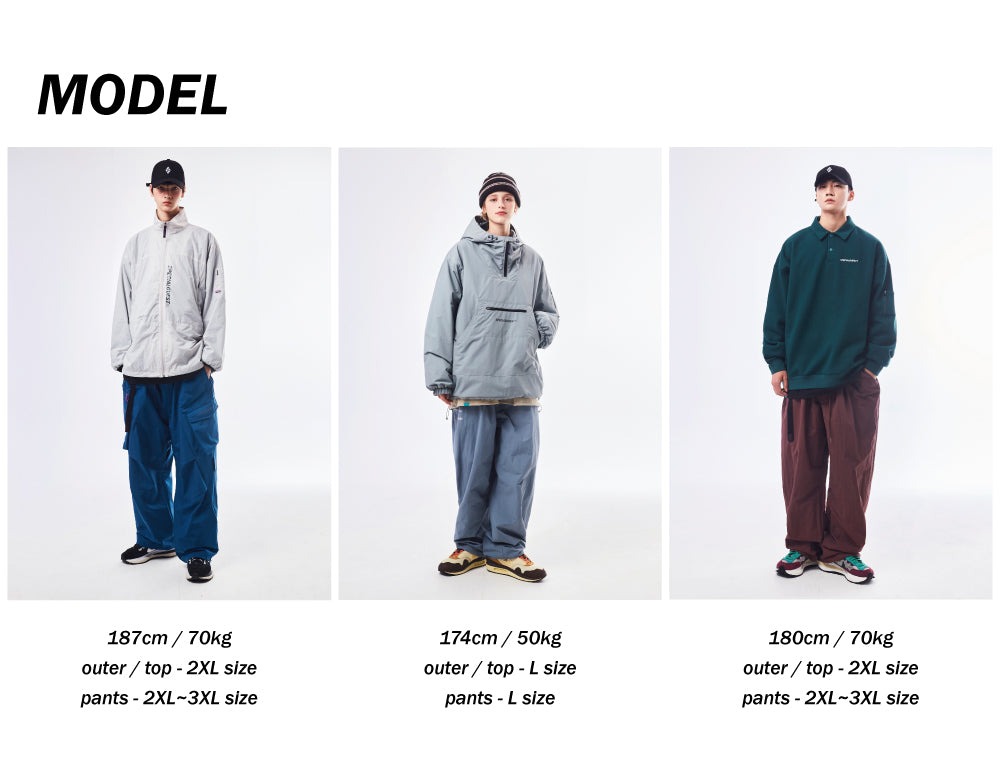 MODEL
187cm / 70kg
outer / top - 2XL size
pants - 2XL~3XL size
174cm / 50kg
outer / top - L size
pants - L size
180cm / 70kg
outer / top - 2XL size
pants - 2XL~3XL size